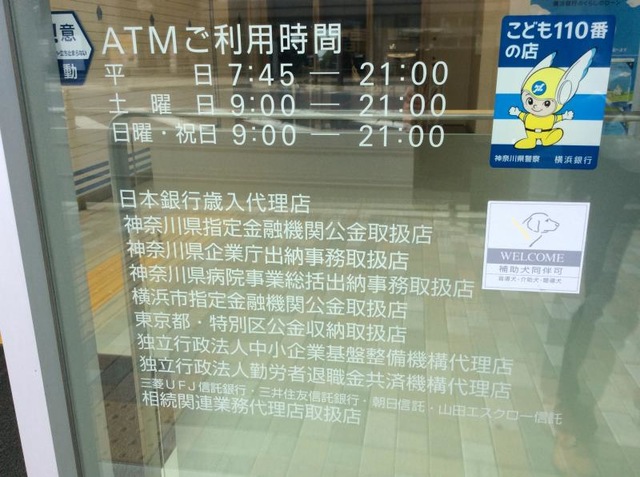 意
動
ATMご利用時間
平 日 7:45 — 21:00
土 曜 日 9:00 — 21:00
日曜・祝日 9:00 — 21:00
こども110番
の店
神奈川県警察 横浜銀行
日本銀行歳入代理店
神奈川県指定金融機関公金取扱店
神奈川県企業庁出納事務取扱店
神奈川県病院事業総括出納事務取扱店
横浜市指定金融機関公金取扱店
東京都・特別区公金収納取扱店
独立行政法人中小企業基盤整備機構代理店
独立行政法人勤労者退職金共済機構代理店
三菱UFJ信託銀行・三井住友信託銀行・朝日信託・山田エスクロー信託
相続関連業務代理店取扱店
WELCOME
補助犬同伴可
盲導犬・介助犬・聴導犬